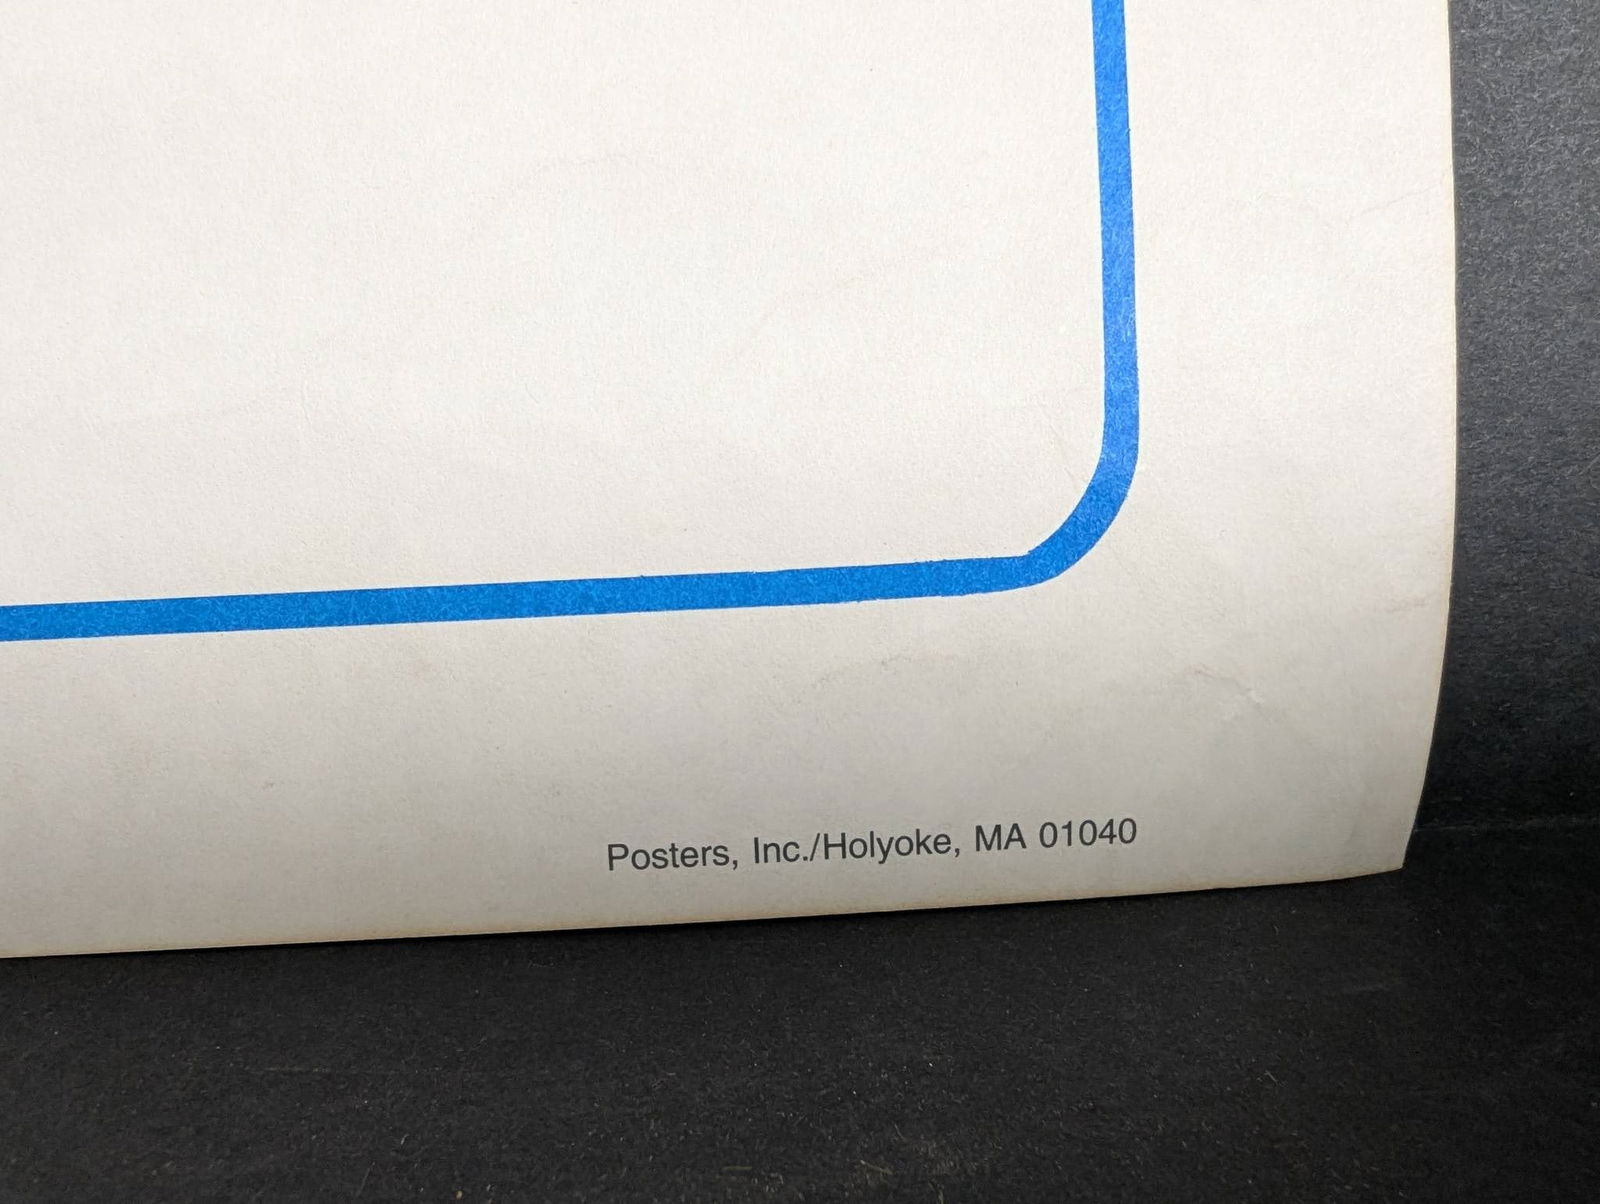 Posters, Inc./Holyoke, MA 01040